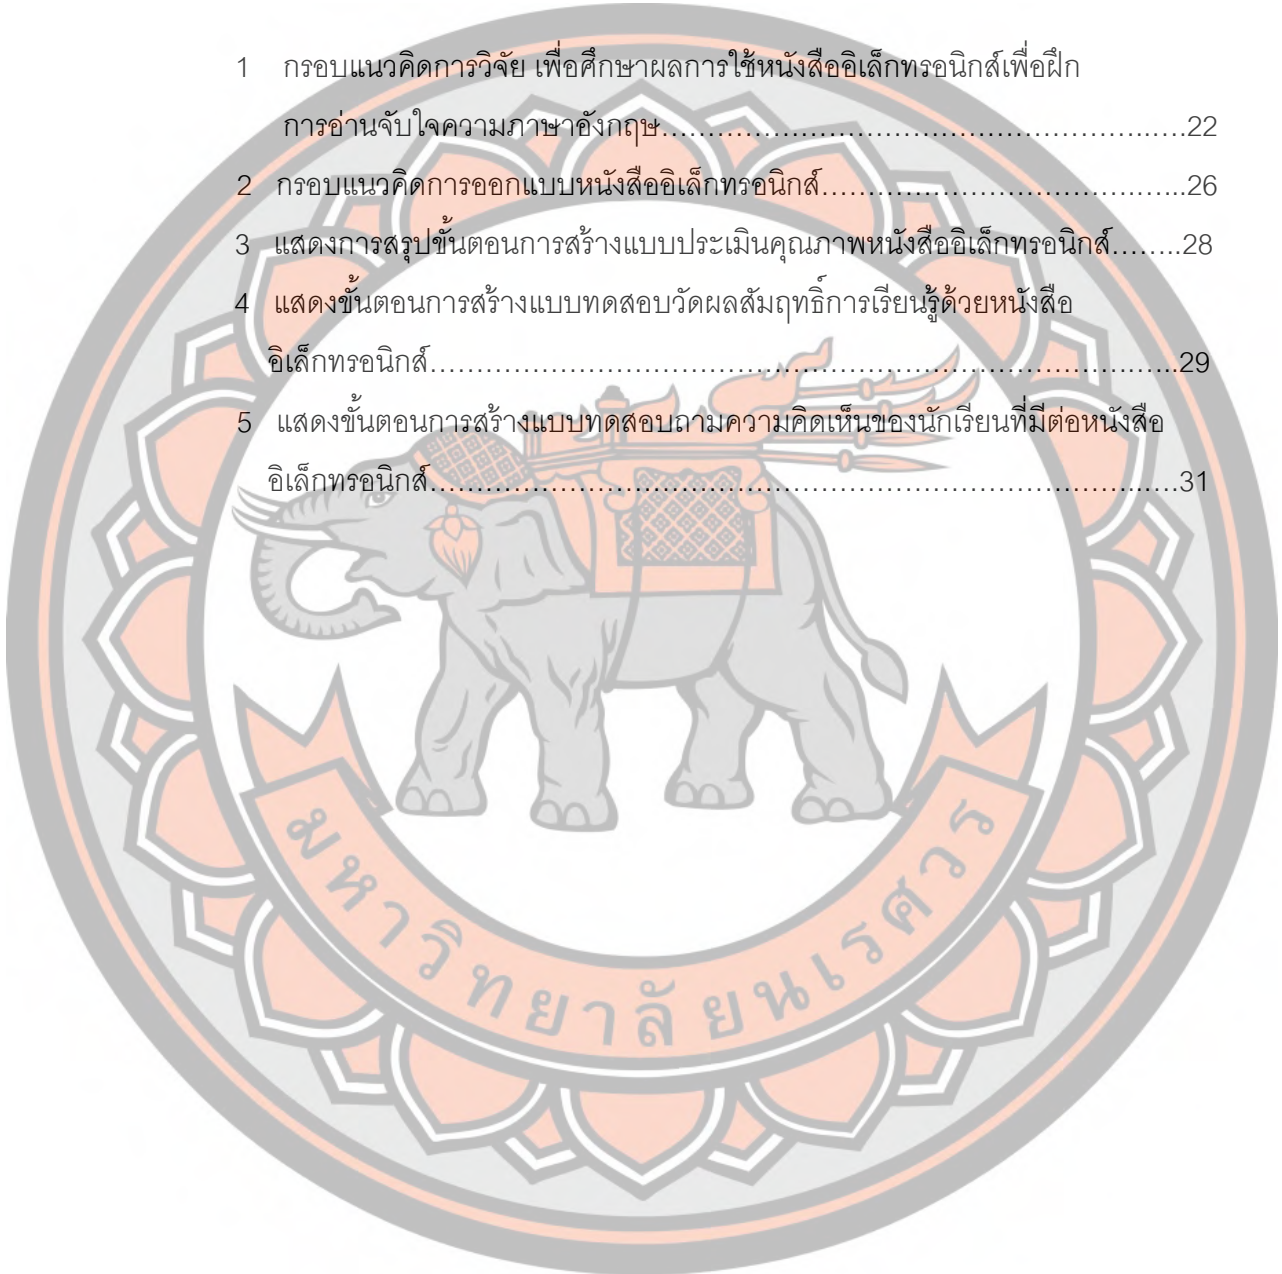 1 กรอบแนวคิดการวิจัย เพื่อศึกษาผลการใช้หนังสืออิเล็กทรอนิกส์เพื่อฝึก
การอ่านจับใจความภาษาอังกฤษ……………………………………………….….22
2 กรอบแนวคิดการออกแบบหนังสืออิเล็กทรอนิกส์……………………………….…..26
3 แสดงการสรุปขั้นตอนการสร้างแบบประเมินคุณภาพหนังสืออิเล็กทรอนิกส์……..28
4 แสดงขั้นตอนการสร้างแบบทดสอบวัดผลสัมฤทธิ์การเรียนรู้ด้วยหนังสือ
อิเล็กทรอนิกส์……………………………………………………………………...29
5 แสดงขั้นตอนการสร้างแบบทดสอบถามความคิดเห็นของนักเรียนที่มีต่อหนังสือ
อิเล็กทรอนิกส์…………………………………………………………………..….31
มหาวิทยาลัยนเรศวร